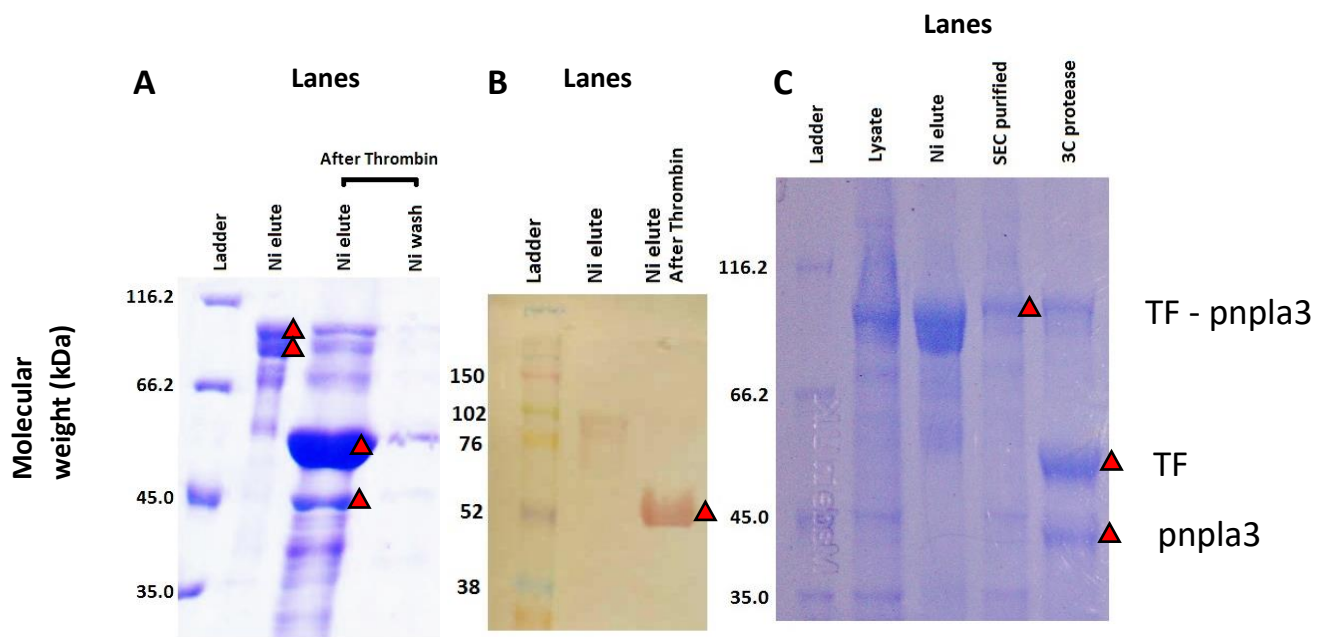 Lanes
A
Lanes
B
Lanes
C
After Thrombin
Ladder
Ni elute
Ni elute
Ni wash
Ladder
Ni elute
Ni elute
After Thrombin
Ladder
Lysate
Ni elute
SEC purified
3C protease
Molecular
weight (kDa)
116.2
66.2
45.0
35.0
150
102
76
52
38
116.2
66.2
45.0
35.0
TF - pnpla3
TF
pnpla3